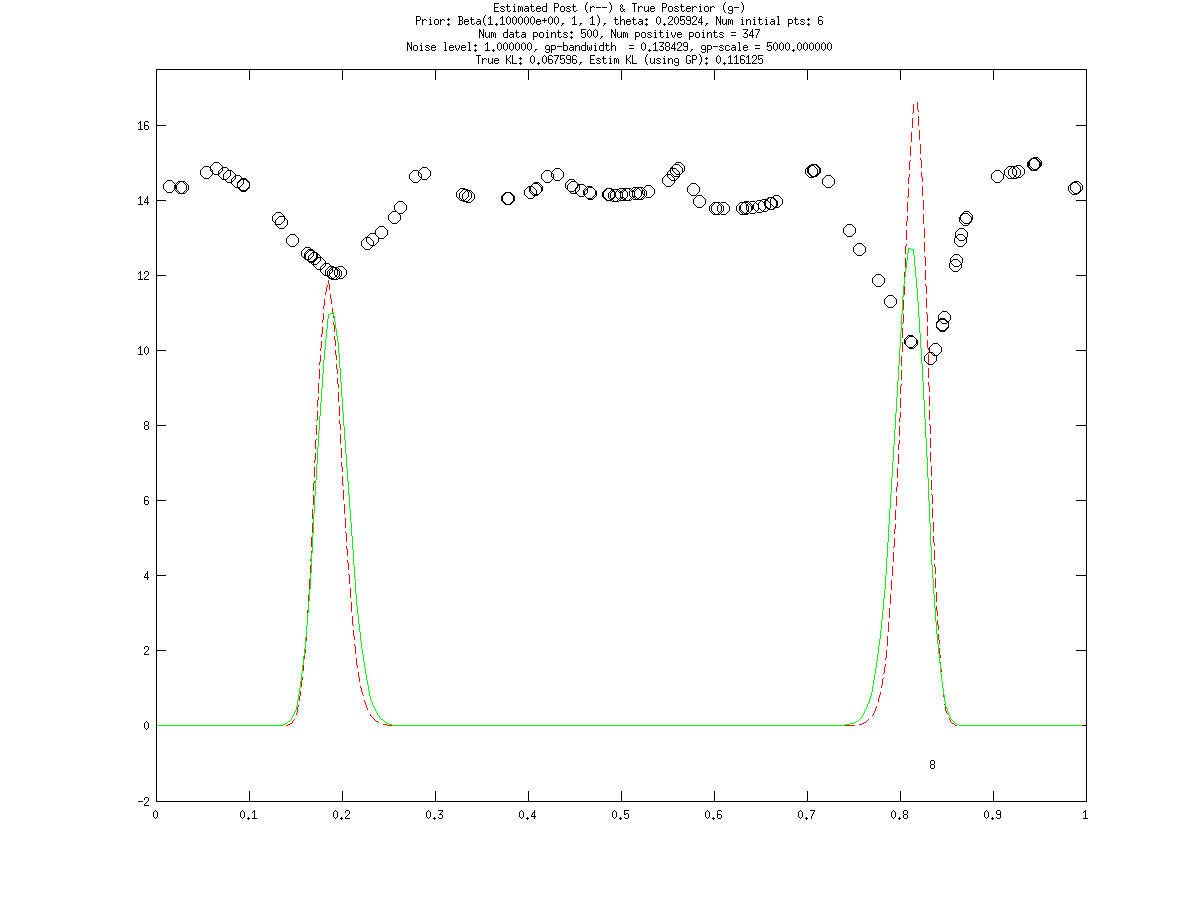 Estimated Post (r--) & True Posterior (g-)
Prior: Beta(1.100000e+00, 1, 1), theta: 0.205924, Num initial pts: 6
Num data points: 500, Num positive points = 347
Noise level: 1.000000, gp-bandwidth  = 0.138429, gp-scale = 5000.000000
True KL: 0.067596, Estim KL (using GP): 0.116125
16
14
12
10
8
6
4
2
0
8
-2
0 0.1 0.2 0.3 0.4 0.5 0.6 0.7 0.8 0.9 1